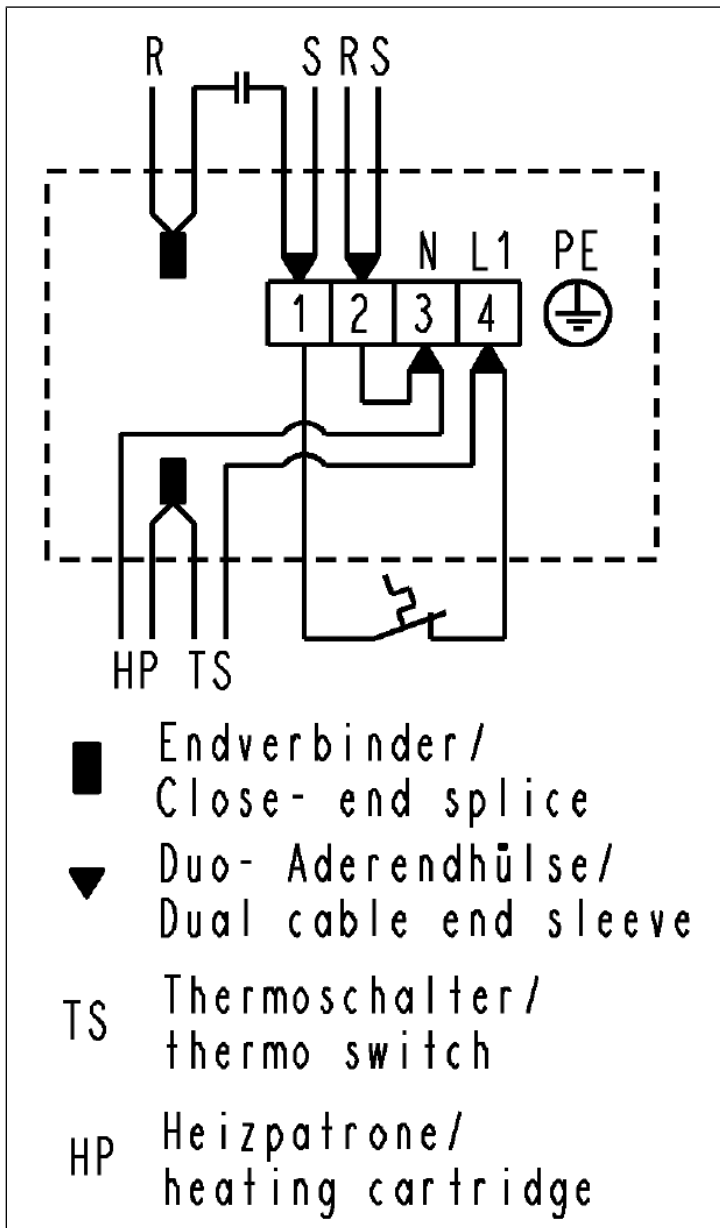 R S R S
N L1 PE
1 2 3 4
HP TS
Endverbinder/
Close- end splice
Duo- Aderendhülse/
Dual cable end sleeve
TS Thermoschalter/
thermo switch
HP Heizpatrone/
heating cartridge